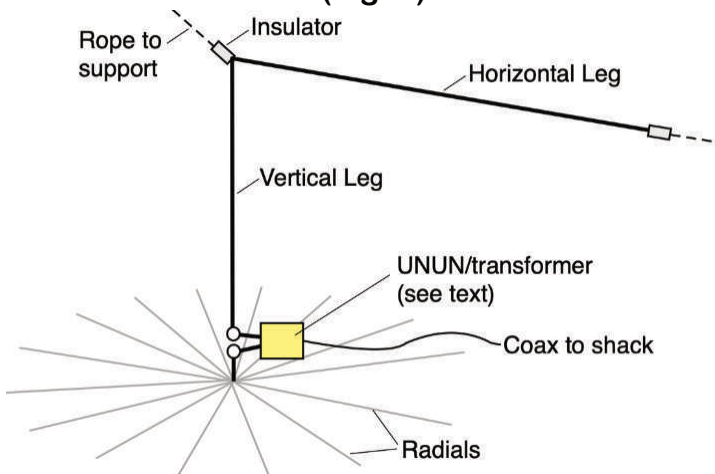 Insulator
Rope to
support
Horizontal Leg
Vertical Leg
UNUN/transformer
(see text)
Coax to shack
Radials